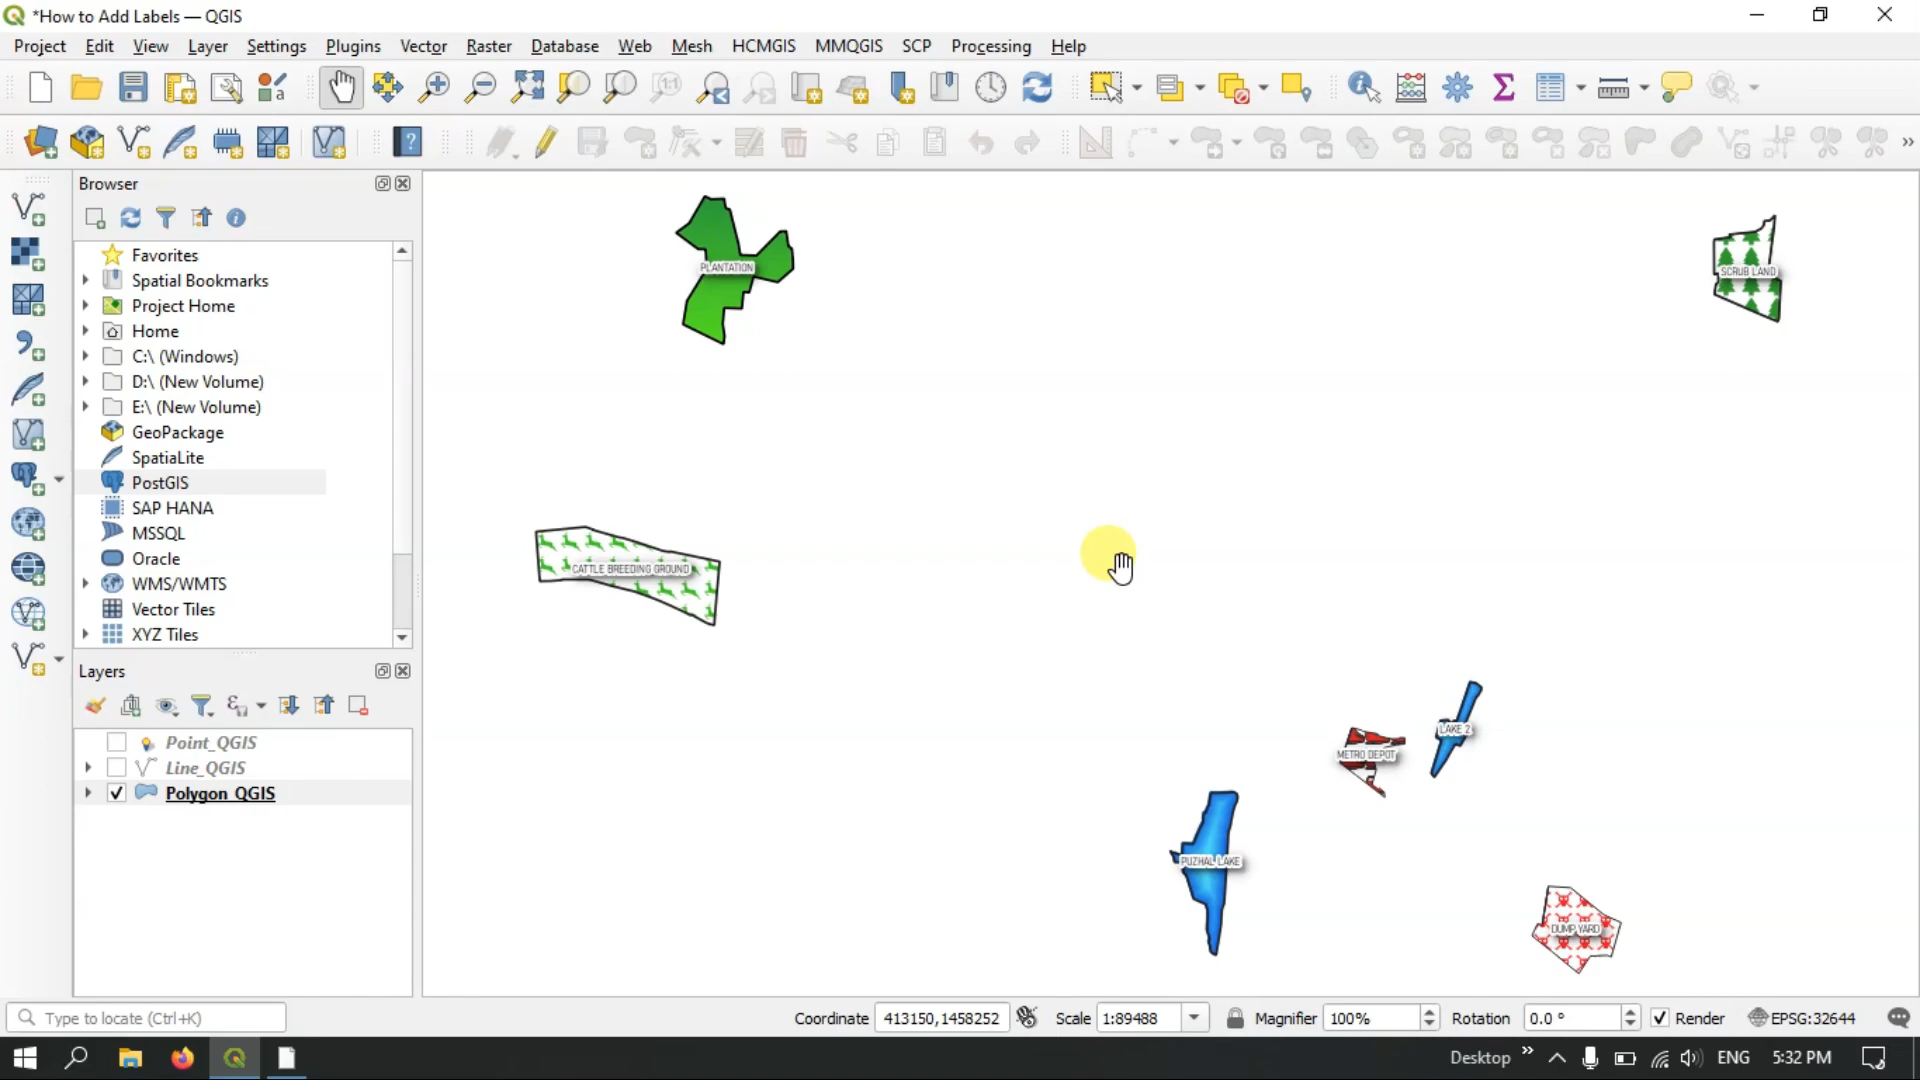 *How to Add Labels — QGIS
Project Edit View Layer Settings Plugins Vector Raster Database Web Mesh HCMGIS MMQGIS SCP Processing Help
Browser
Favorites
Spatial Bookmarks
Project Home
Home
C:\ (Windows)
D:\ (New Volume)
E:\ (New Volume)
GeoPackage
SpatiaLite
PostGIS
SAP HANA
MSSQL
Oracle
WMS/WMTS
Vector Tiles
XYZ Tiles
Layers
Point_QGIS
Line_QGIS
Polygon_QGIS
PLANTATION
SCRUB LAND
CATTLE BREEDING GROUND
LAKE 2
METRO DEPOT
PUZHAL LAKE
DUMP YARD
Type to locate (Ctrl+K)
Coordinate 413150,1458252 Scale 1:89488 Magnifier 100% Rotation 0.0 ° Render EPSG:32644
Desktop » ENG 5:32 PM